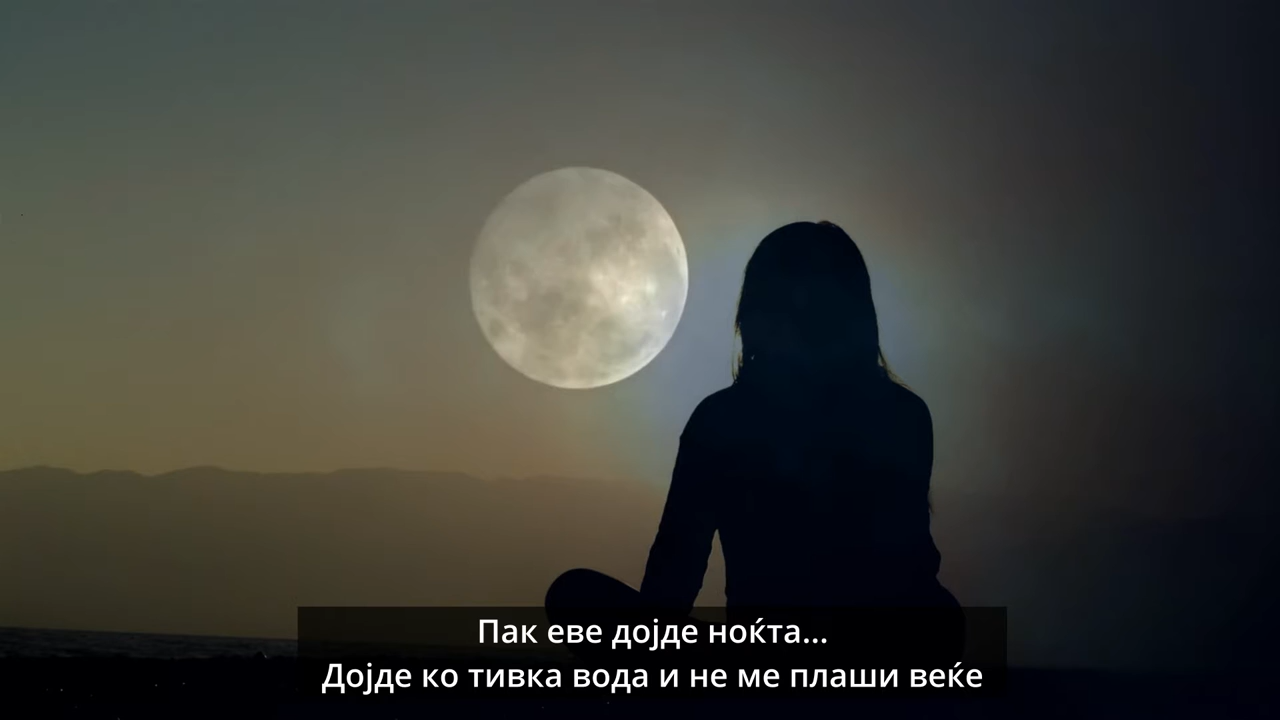 Пак еве дојде ноќта...
Дојде ко тивка вода и не ме плаши веќе